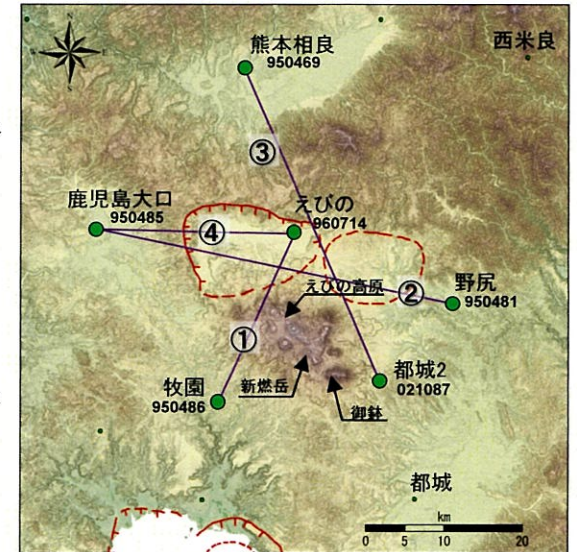 N
熊本相良
950469
西米良
③
鹿児島大口
950485
えびの
960714
④
えびの高原
②
野尻
950481
①
新燃岳
御鉢
都城2
021087
牧園
950486
都城
km
0 5 10 20